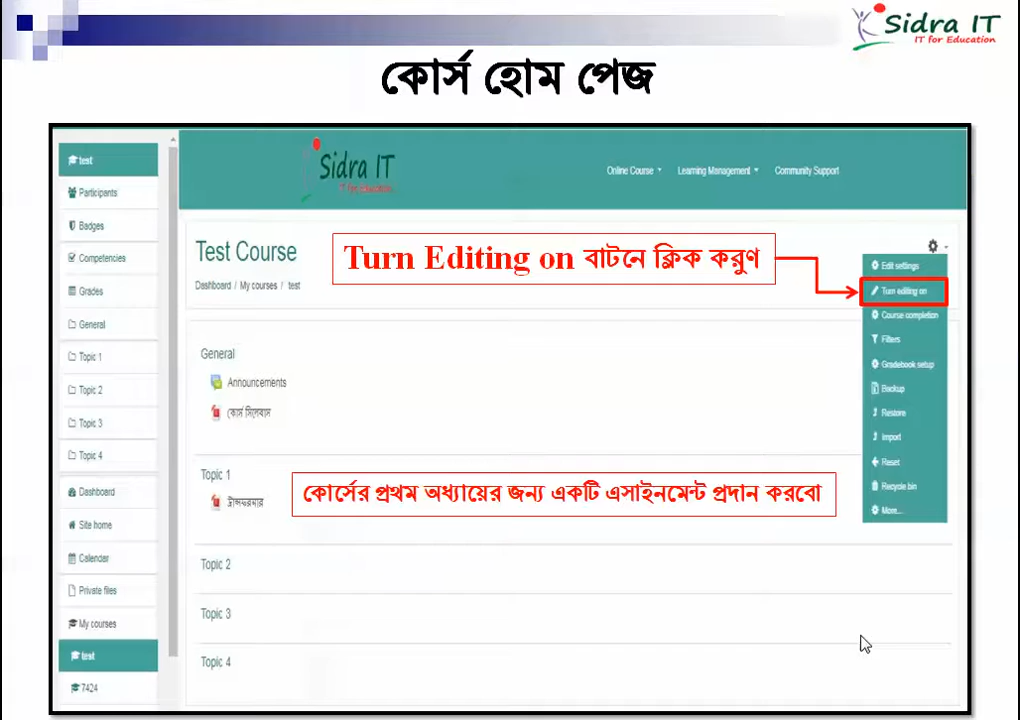 Sidra IT
IT for Education
কোর্স হোম পেজ
test
Participants
Badges
Competencies
Grades
General
Topic 1
Topic 2
Topic 3
Topic 4
Dashboard
Site home
Calendar
Private files
My courses
test
7424
Sidra IT
IT for Education
Online Course
Learning Management
Community Support
Test Course
Dashboard / My courses / test
Turn Editing on বাটনে ক্লিক করুণ
Edit settings
Turn editing on
Course completion
Filters
Gradebook setup
Backup
Restore
Import
Reset
Recycle bin
More...
General
Announcements
কোর্স সিলেবাস
Topic 1
ট্রান্সফরমার
কোর্সের প্রথম অধ্যায়ের জন্য একটি এসাইনমেন্ট প্রদান করবো
Topic 2
Topic 3
Topic 4